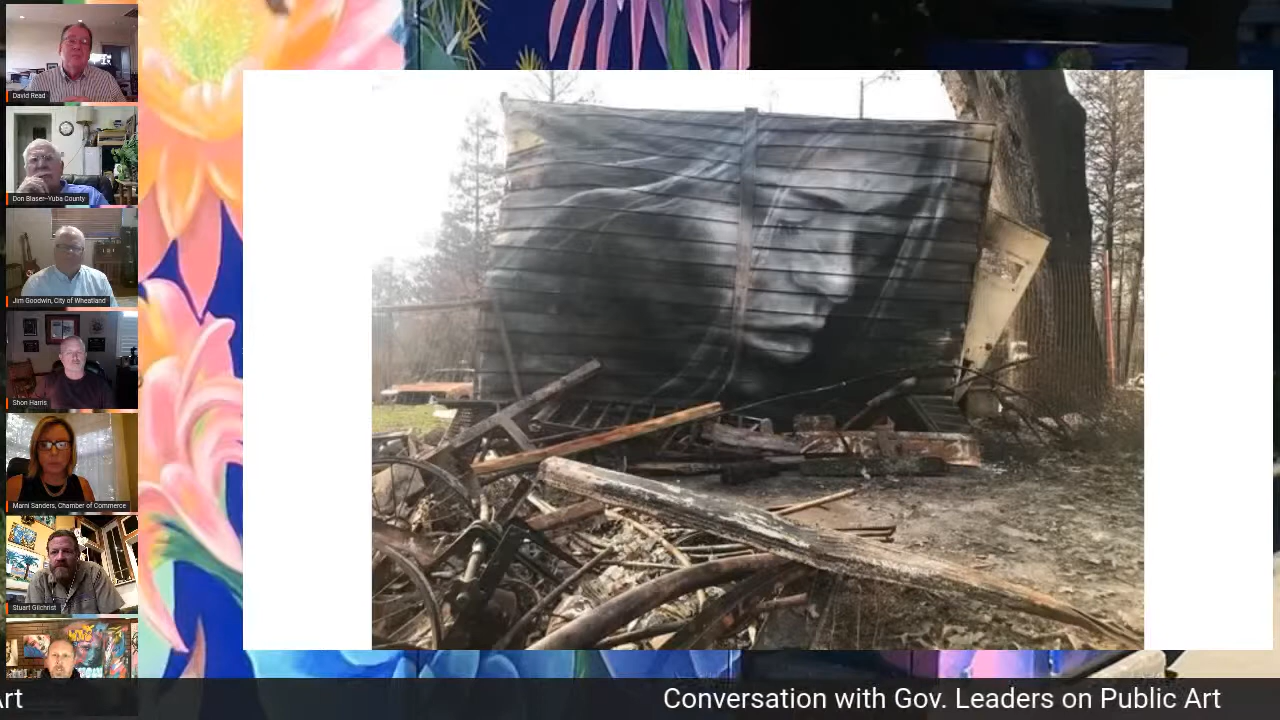 David Read
Don Blaser--Yuba County
Jim Goodwin, City of Wheatland
Shon Harris
Marni Sanders, Chamber of Commerce
Stuart Gilchrist
Art
Conversation with Gov. Leaders on Public Art